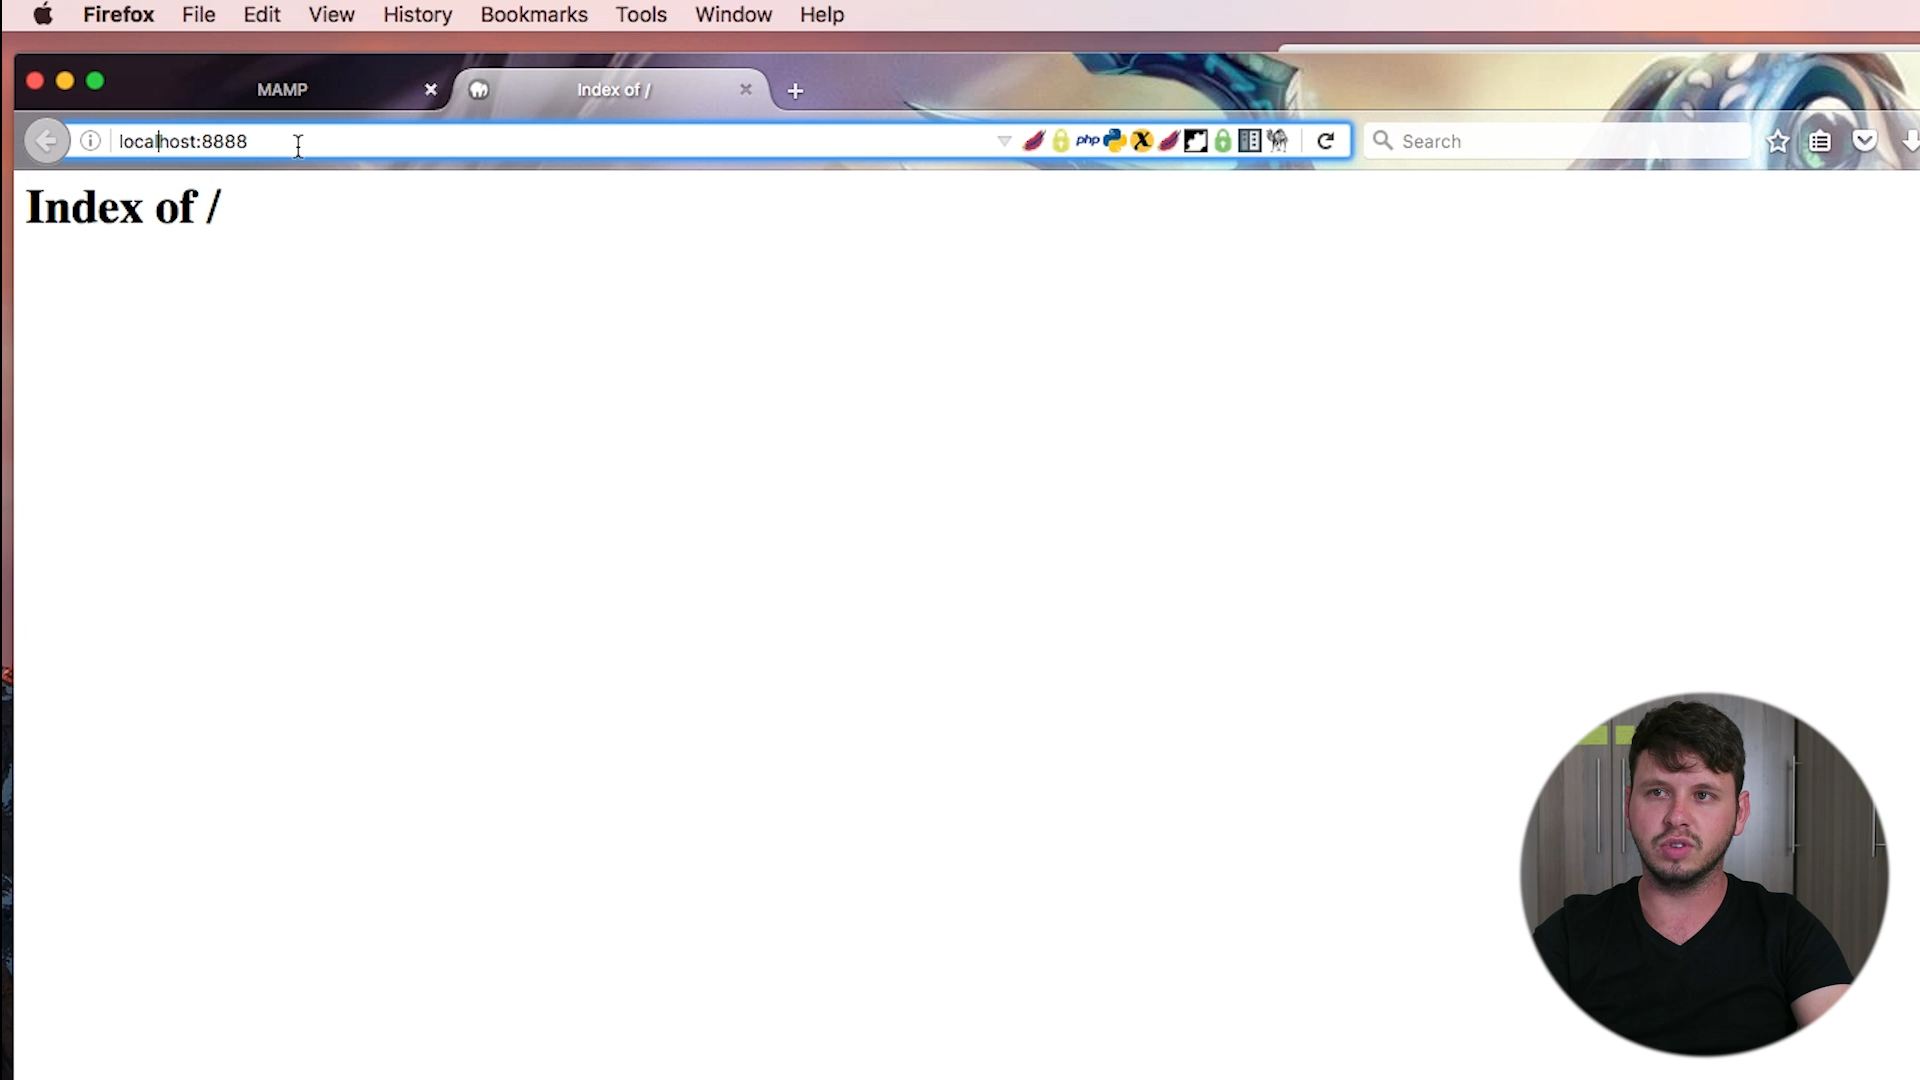 Firefox File Edit View History Bookmarks Tools Window Help
MAMP Index of /
localhost:8888 php Search
Index of /